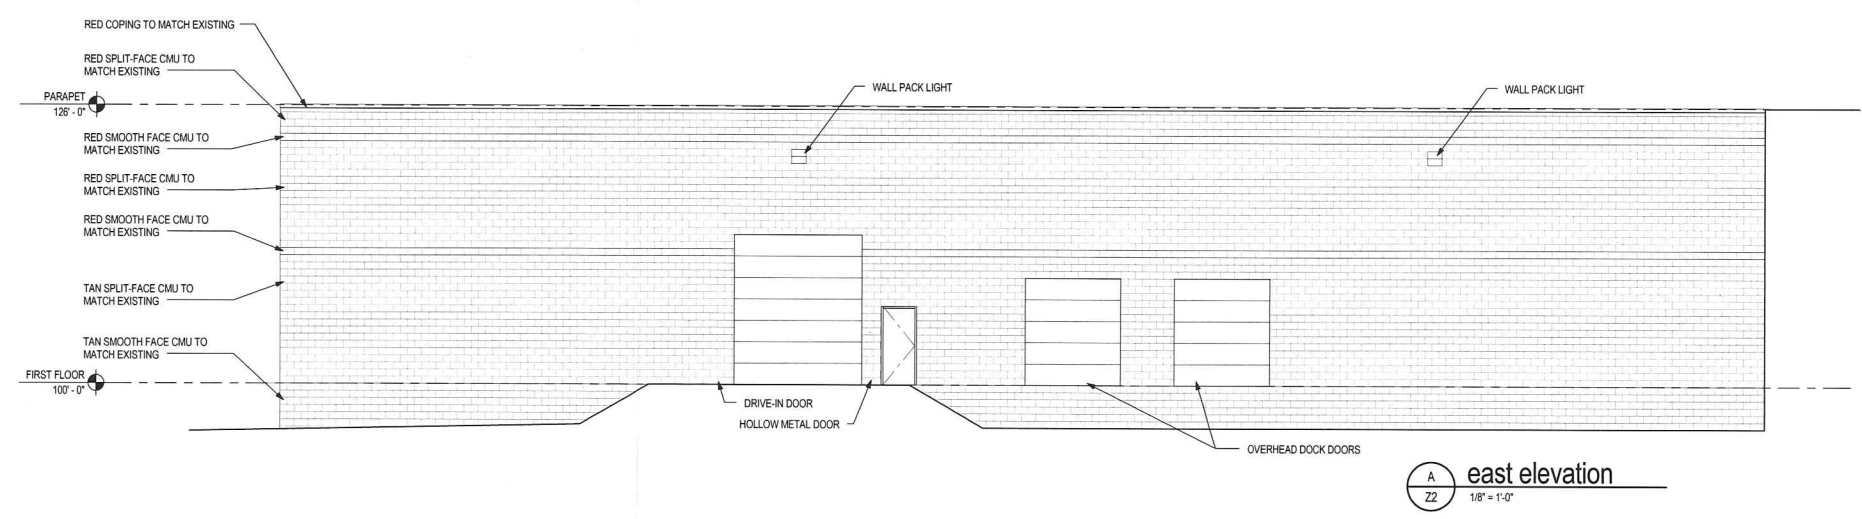 RED COPING TO MATCH EXISTING
RED SPLIT-FACE CMU TO
MATCH EXISTING
PARAPET
126' - 0"
RED SMOOTH FACE CMU TO
MATCH EXISTING
RED SPLIT-FACE CMU TO
MATCH EXISTING
RED SMOOTH FACE CMU TO
MATCH EXISTING
TAN SPLIT-FACE CMU TO
MATCH EXISTING
TAN SMOOTH FACE CMU TO
MATCH EXISTING
FIRST FLOOR
100' - 0"
WALL PACK LIGHT
WALL PACK LIGHT
DRIVE-IN DOOR
HOLLOW METAL DOOR
OVERHEAD DOCK DOORS
A
Z2
east elevation
1/8" = 1'-0"